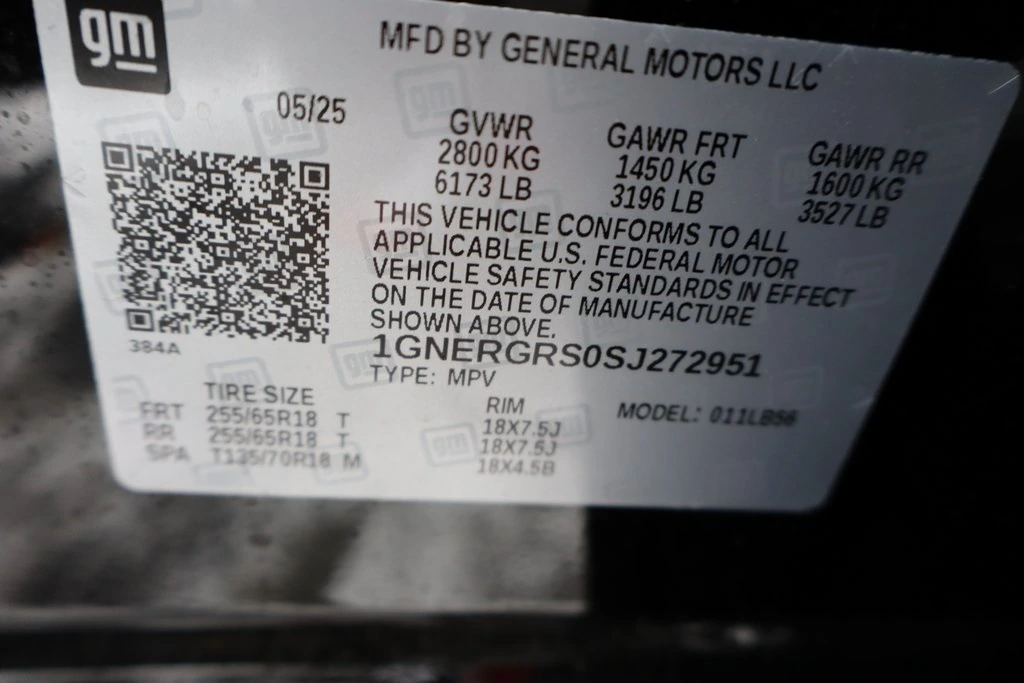 gm
MFD BY GENERAL MOTORS LLC
05/25
GVWR
2800 KG
6173 LB
GAWR FRT
1450 KG
3196 LB
GAWR RR
1600 KG
3527 LB
THIS VEHICLE CONFORMS TO ALL
APPLICABLE U.S. FEDERAL MOTOR
VEHICLE SAFETY STANDARDS IN EFFECT
ON THE DATE OF MANUFACTURE
SHOWN ABOVE.
1GNERGRS0SJ272951
TYPE: MPV
384A
TIRE SIZE
FRT 255/65R18 T
RR 255/65R18 T
SPA T135/70R18 M
RIM
18X7.5J
18X7.5J
18X4.5B
MODEL: 011LB56